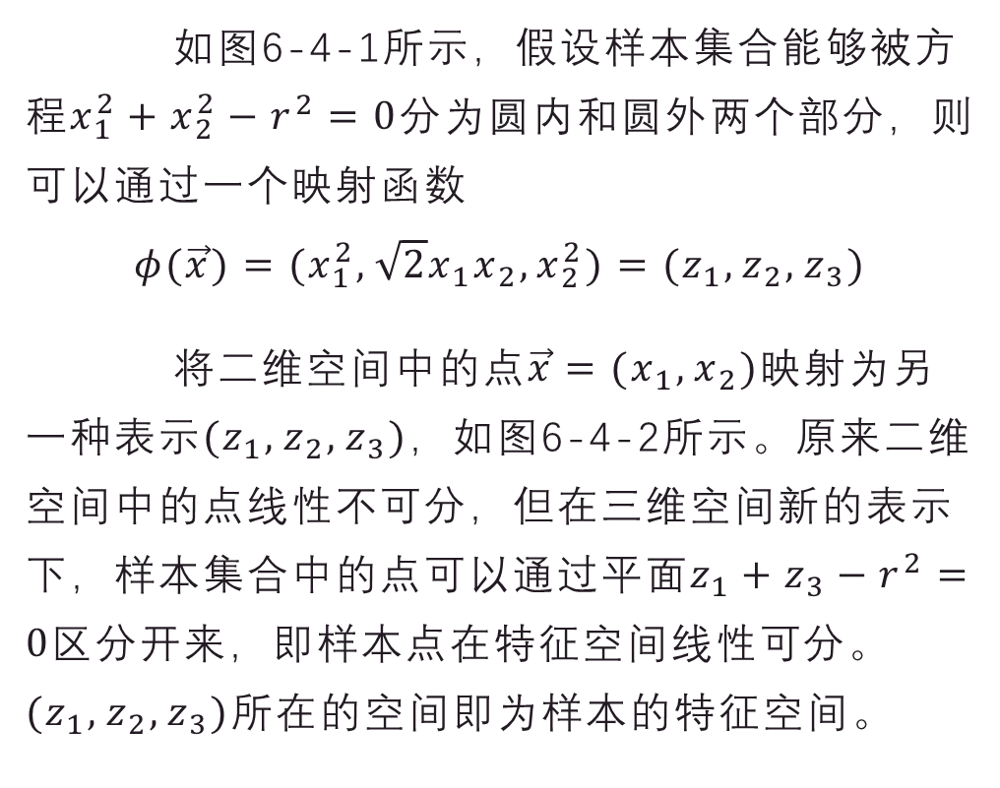 如图6-4-1所示，假设样本集合能够被方
程$x_1^2 + x_2^2 - r^2 = 0$分为圆内和圆外两个部分，则
可以通过一个映射函数
$\phi(\vec{x}) = (x_1^2, \sqrt{2}x_1x_2, x_2^2) = (z_1, z_2, z_3)$
将二维空间中的点$\vec{x} = (x_1, x_2)$映射为另
一种表示$(z_1, z_2, z_3)$，如图6-4-2所示。原来二维
空间中的点线性不可分，但在三维空间新的表示
下，样本集合中的点可以通过平面$z_1 + z_3 - r^2 =$
$0$区分开来，即样本点在特征空间线性可分。
$(z_1, z_2, z_3)$所在的空间即为样本的特征空间。